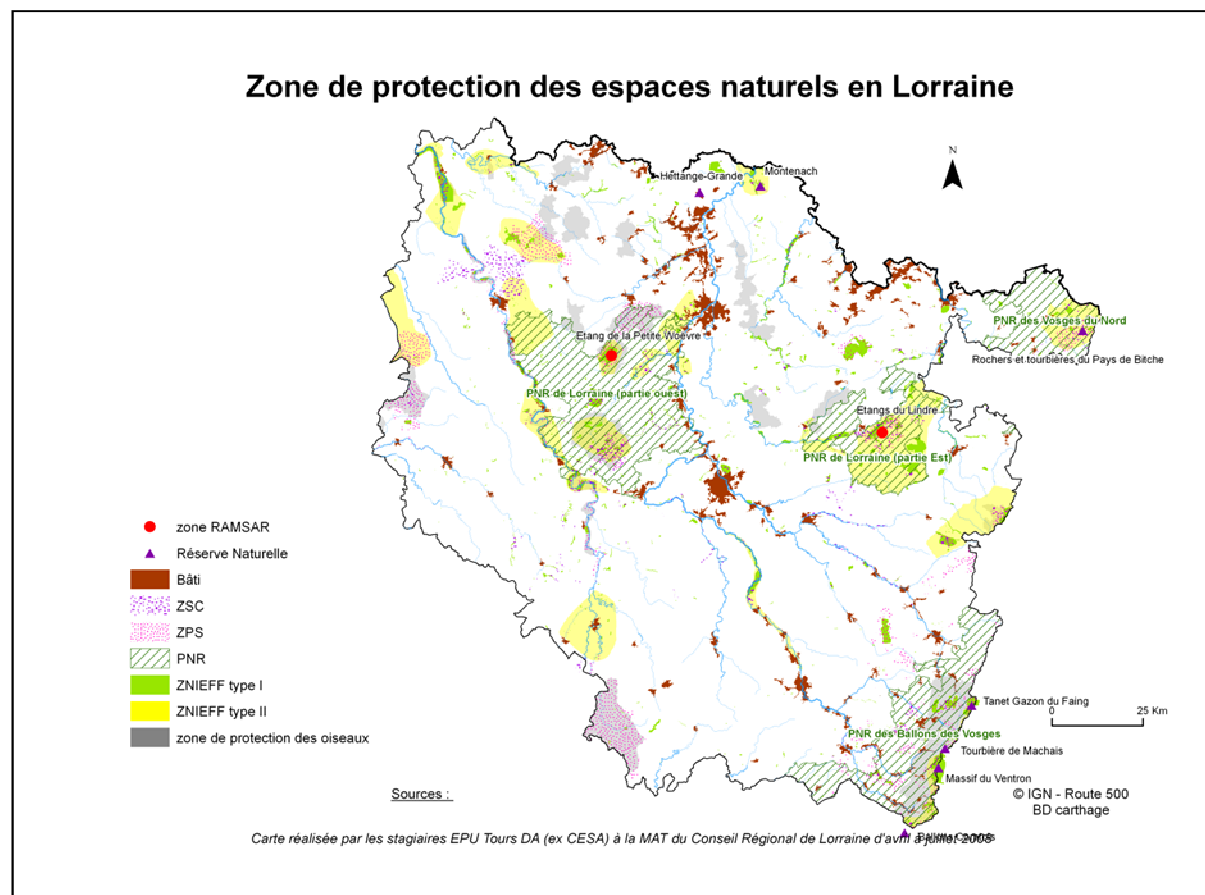 Zone de protection des espaces naturels en Lorraine
N
Hettange-Grande
Montenach
PNR des Vosges du Nord
Etang de la Petite Woëvre
Rochers et tourbières du Pays de Bitche
PNR de Lorraine (partie ouest)
Etangs du Lindre
PNR de Lorraine (partie Est)
zone RAMSAR
Réserve Naturelle
Bâti
ZSC
ZPS
PNR
ZNIEFF type I
ZNIEFF type II
zone de protection des oiseaux
Tanet Gazon du Faing
0
25 Km
PNR des Ballons des Vosges
Tourbière de Machais
Massif du Ventron
Sources :
© IGN - Route 500
BD carthage
Carte réalisée par les stagiaires EPU Tours DA (ex CESA) à la MAT du Conseil Régional de Lorraine d'avril à juillet